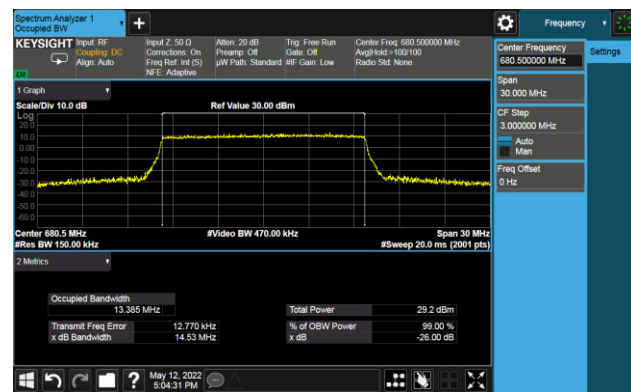 Spectrum Analyzer 1
Occupied BW
Frequency
KEYSIGHT
Input: RF
Coupling: DC
Align: Auto
Input Z: 50 Ω
Corrections: On
Freq Ref: Int (S)
NFE: Adaptive
Atten: 20 dB
Preamp: Off
µW Path: Standard
Trig: Free Run
Gate: Off
#IF Gain: Low
Center Freq: 680.500000 MHz
Avg|Hold:>100/100
Radio Std: None
Center Frequency
680.500000 MHz
Settings
Span
30.000 MHz
CF Step
3.000000 MHz
Auto
Man
Freq Offset
0 Hz
1 Graph
Scale/Div 10.0 dB
Ref Value 30.00 dBm
Log
20.0
10.0
0.00
-10.0
-20.0
-30.0
-40.0
-50.0
-60.0
Center 680.5 MHz
#Video BW 470.00 kHz
Span 30 MHz
#Res BW 150.00 kHz
#Sweep 20.0 ms (2001 pts)
2 Metrics
Occupied Bandwidth
13.385 MHz
Total Power
29.2 dBm
Transmit Freq Error
12.770 kHz
% of OBW Power
99.00 %
x dB Bandwidth
14.53 MHz
x dB
-26.00 dB
May 12, 2022
5:04:31 PM